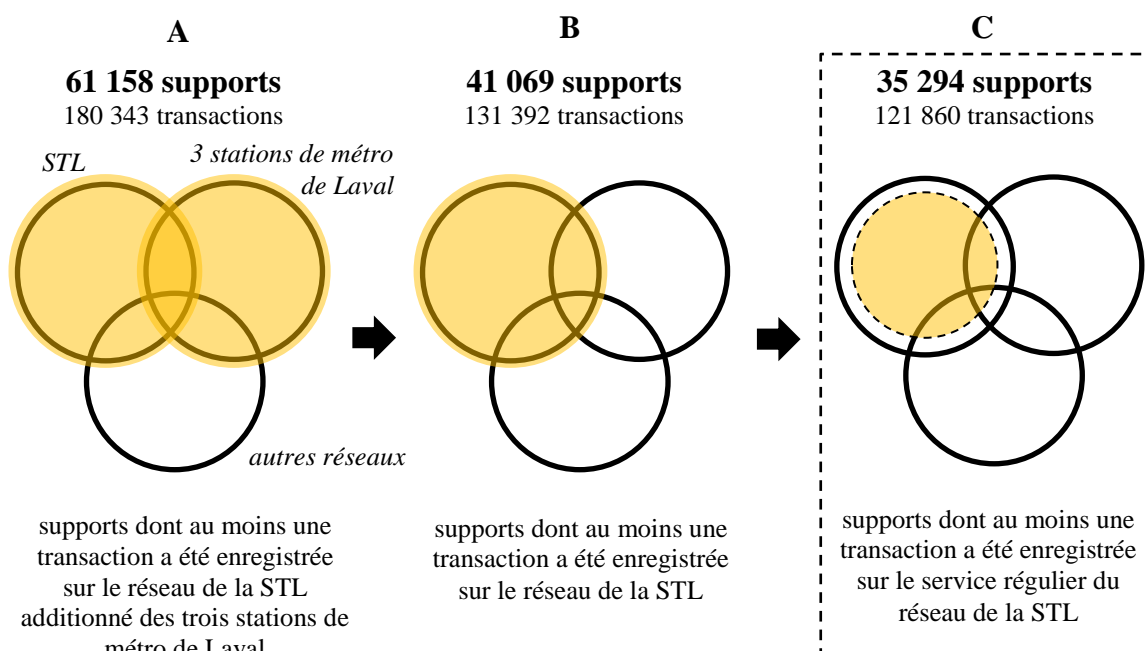 A
61 158 supports
180 343 transactions
STL
3 stations de métro
de Laval
autres réseaux
supports dont au moins une
transaction a été enregistrée
sur le réseau de la STL
additionné des trois stations de
métro de Laval
B
41 069 supports
131 392 transactions
supports dont au moins une
transaction a été enregistrée
sur le réseau de la STL
C
35 294 supports
121 860 transactions
supports dont au moins une
transaction a été enregistrée
sur le service régulier du
réseau de la STL